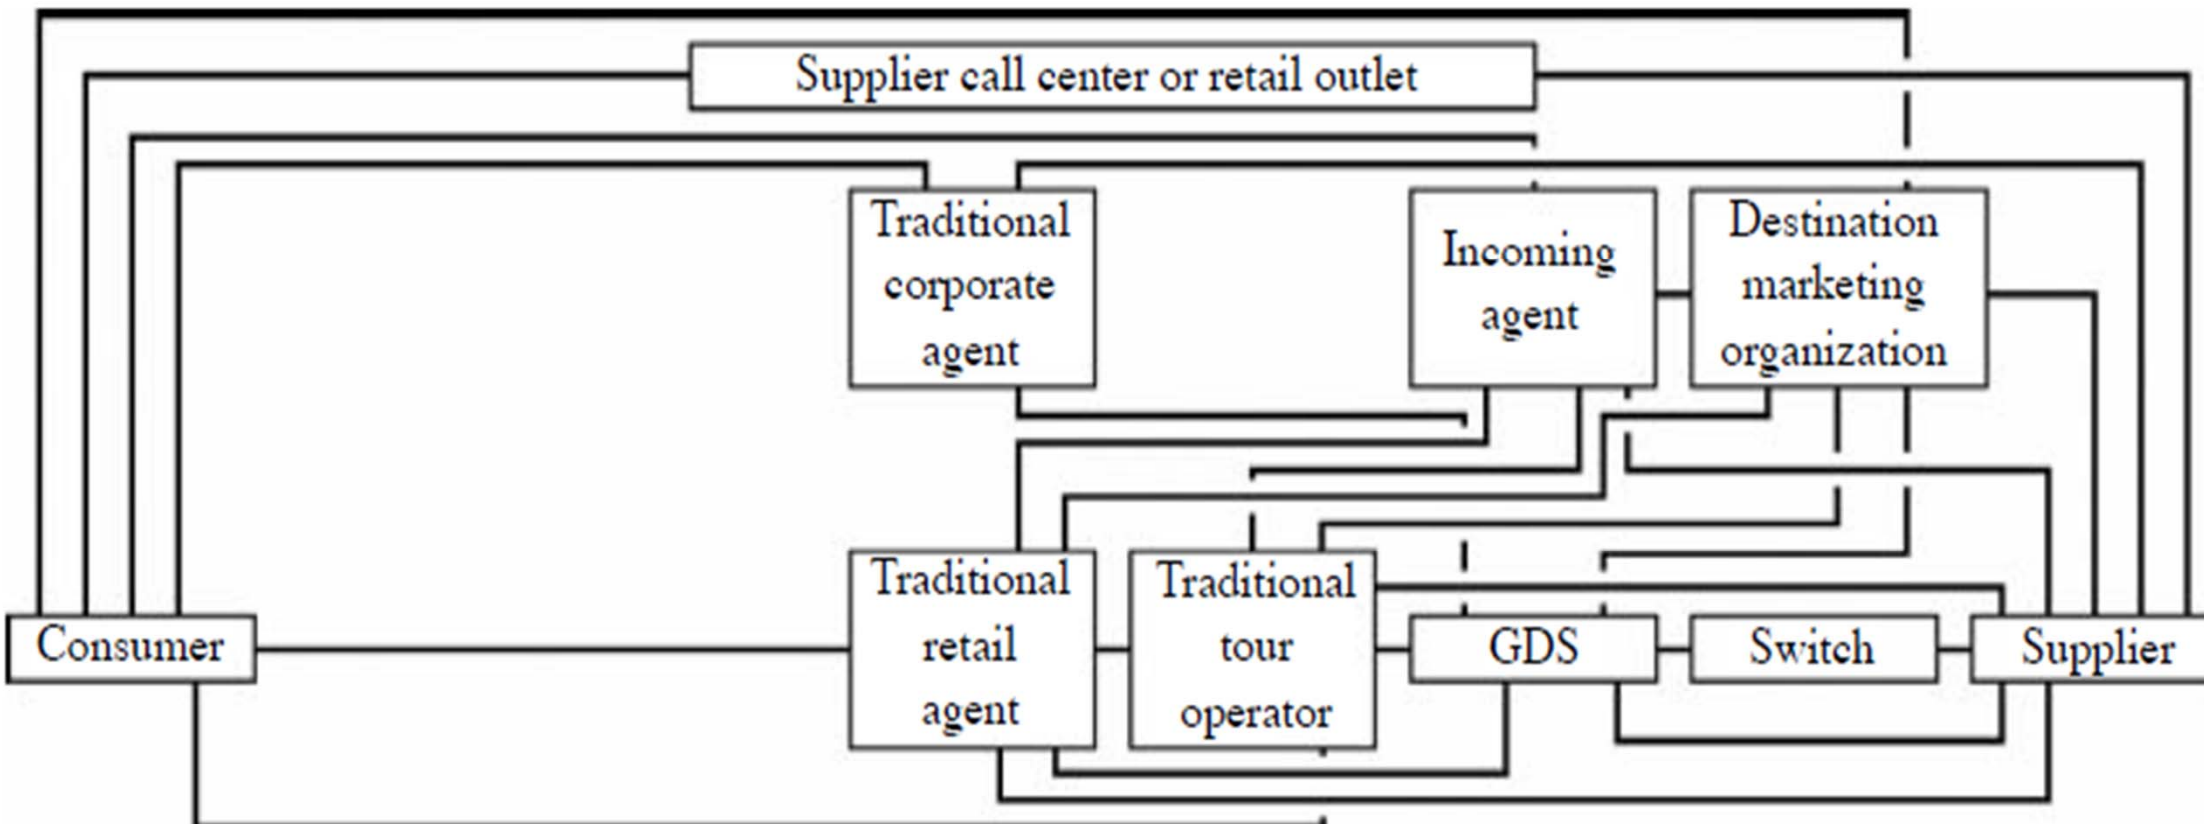 Supplier call center or retail outlet
Traditional
corporate
agent
Incoming
agent
Destination
marketing
organization
Consumer
Traditional
retail
agent
Traditional
tour
operator
GDS
Switch
Supplier